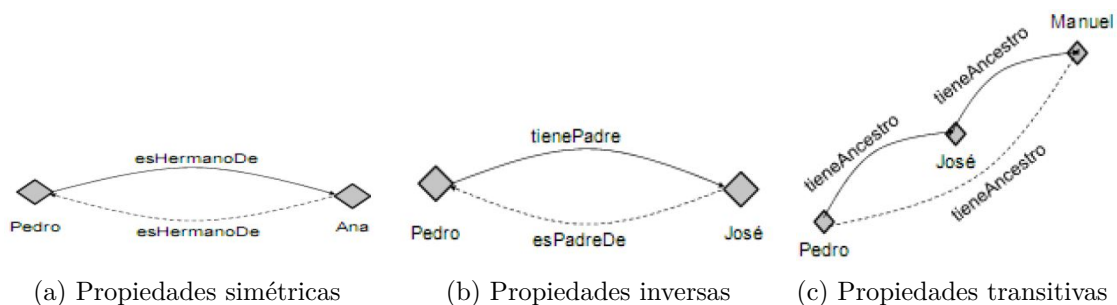 esHermanoDe
Pedro
Ana
esHermanoDe
(a) Propiedades simétricas
tienePadre
Pedro
José
esPadreDe
(b) Propiedades inversas
Manuel
tieneAncestro
tieneAncestro
José
tieneAncestro
Pedro
(c) Propiedades transitivas